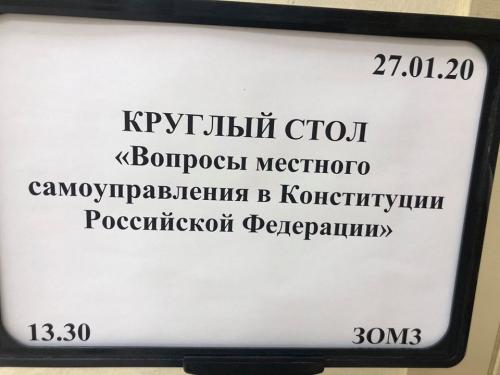 27.01.20
КРУГЛЫЙ СТОЛ
«Вопросы местного
самоуправления в Конституции
Российской Федерации»
13.30 ЗОМЗ